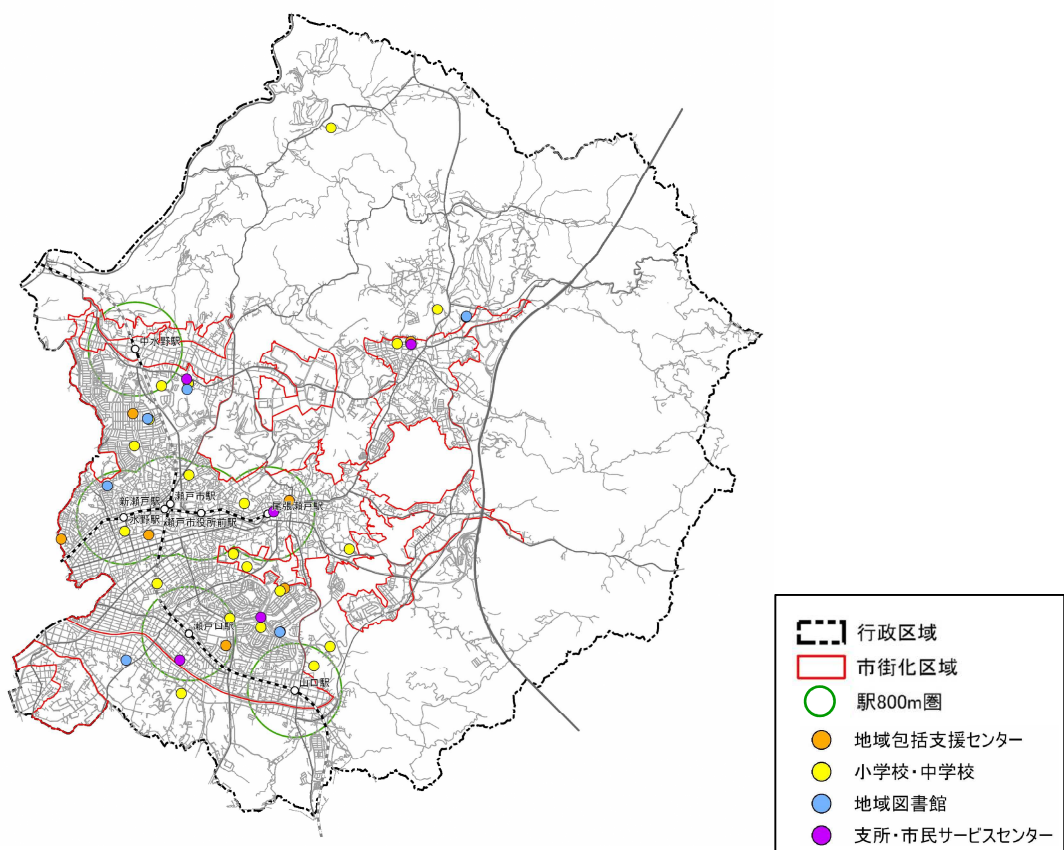 中水野駅
瀬戸市駅
新瀬戸駅
尾張瀬戸駅
水野駅
瀬戸市役所前駅
瀬戸口駅
山口駅
行政区域
市街化区域
駅800m圏
地域包括支援センター
小学校・中学校
地域図書館
支所・市民サービスセンター